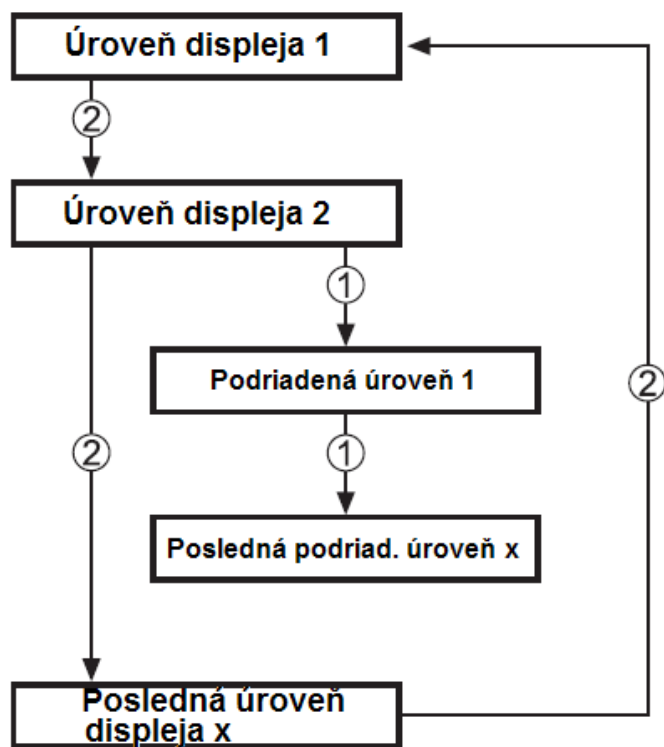 Úroveň displeja 1
2
Úroveň displeja 2
1
Podriadená úroveň 1
2
2
1
Posledná podriad. úroveň x
Posledná úroveň
displeja x